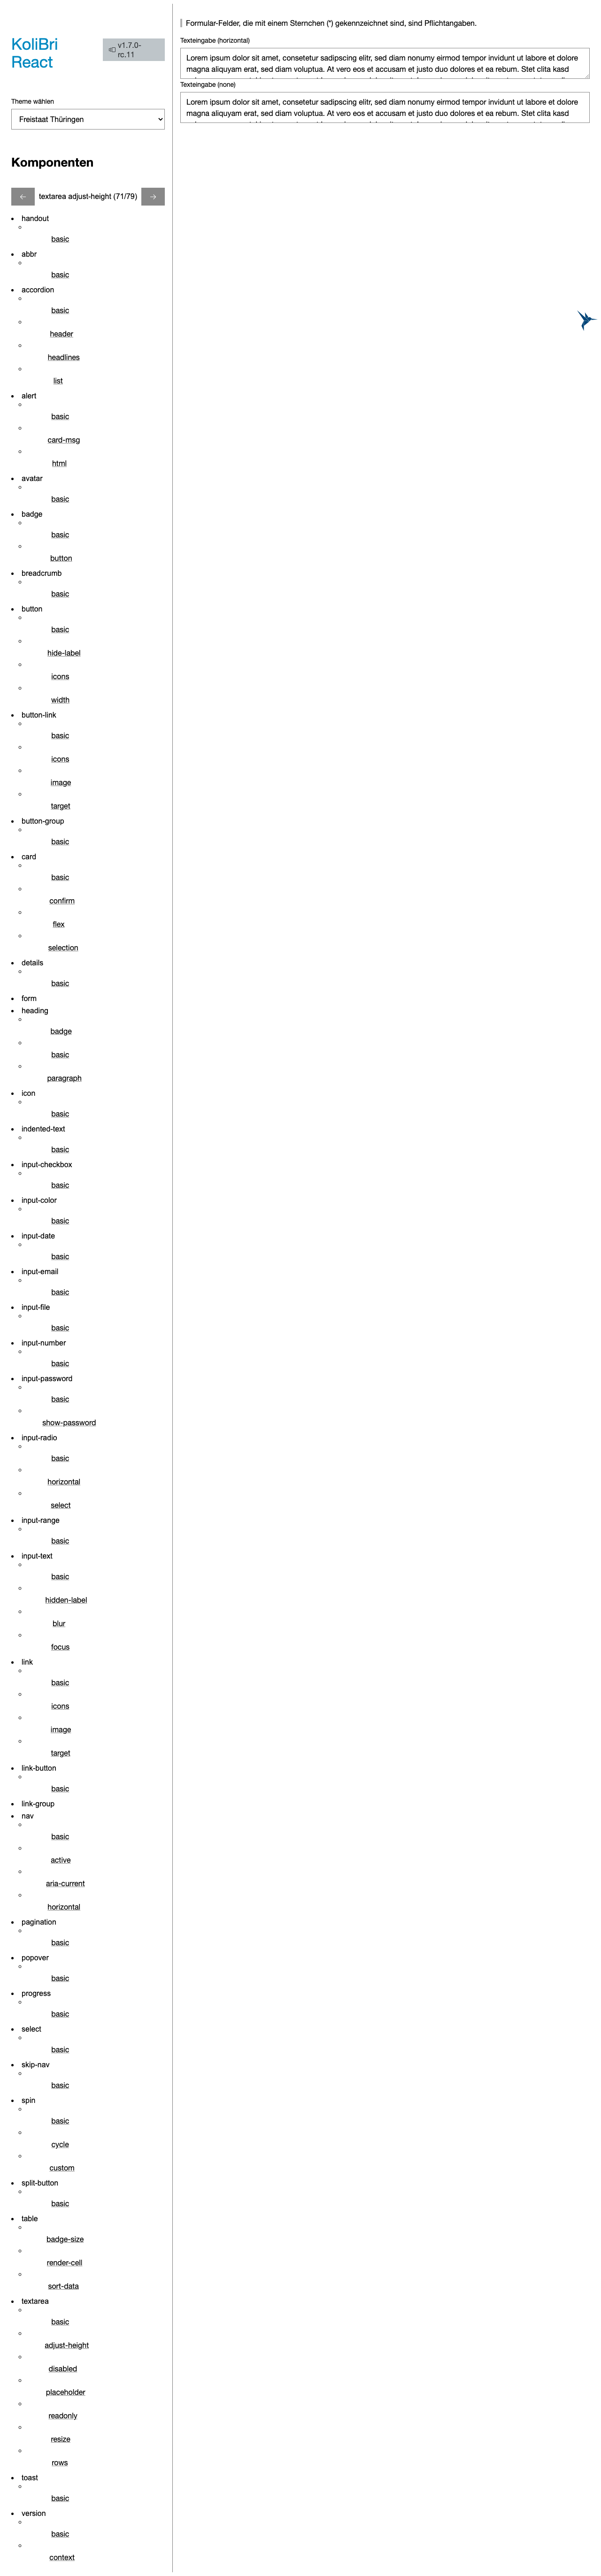 KoliBri
React
v1.7.0-
rc.11
Theme wählen
Freistaat Thüringen
Komponenten
textarea adjust-height (71/79)
handout
basic
abbr
basic
accordion
basic
header
headlines
list
alert
basic
card-msg
html
avatar
basic
badge
basic
button
breadcrumb
basic
button
basic
hide-label
icons
width
button-link
basic
icons
image
target
button-group
basic
card
basic
confirm
flex
selection
details
basic
form
heading
badge
basic
paragraph
icon
basic
indented-text
basic
input-checkbox
basic
input-color
basic
input-date
basic
input-email
basic
input-file
basic
input-number
basic
input-password
basic
show-password
input-radio
basic
horizontal
select
input-range
basic
input-text
basic
hidden-label
blur
focus
link
basic
icons
image
target
link-button
basic
link-group
nav
basic
active
aria-current
horizontal
pagination
basic
popover
basic
progress
basic
select
basic
skip-nav
basic
spin
basic
cycle
custom
split-button
basic
table
badge-size
render-cell
sort-data
textarea
basic
adjust-height
disabled
placeholder
readonly
resize
rows
toast
basic
version
basic
context
Formular-Felder, die mit einem Sternchen (*) gekennzeichnet sind, sind Pflichtangaben.
Texteingabe (horizontal)
Lorem ipsum dolor sit amet, consetetur sadipscing elitr, sed diam nonumy eirmod tempor invidunt ut labore et dolore
magna aliquyam erat, sed diam voluptua. At vero eos et accusam et justo duo dolores et ea rebum. Stet clita kasd
Texteingabe (none)
Lorem ipsum dolor sit amet, consetetur sadipscing elitr, sed diam nonumy eirmod tempor invidunt ut labore et dolore
magna aliquyam erat, sed diam voluptua. At vero eos et accusam et justo duo dolores et ea rebum. Stet clita kasd